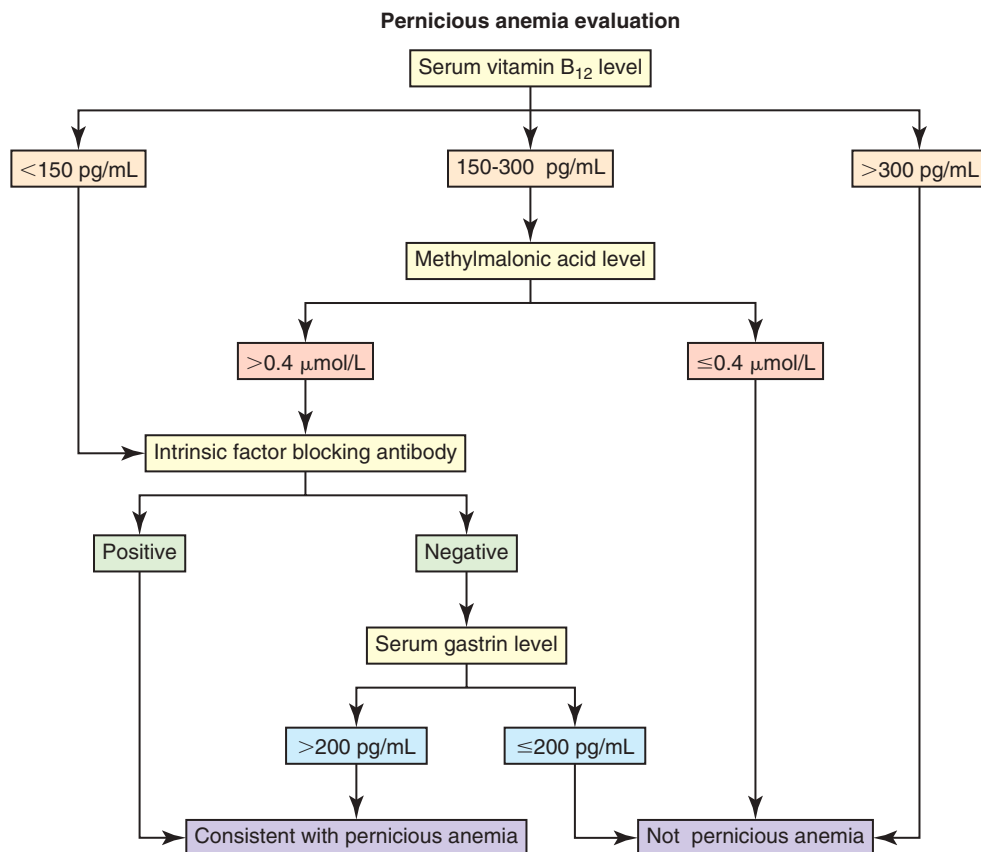 Pernicious anemia evaluation
Serum vitamin B₁₂ level
<150 pg/mL
150-300 pg/mL
>300 pg/mL
Methylmalonic acid level
>0.4 μmol/L
≤0.4 μmol/L
Intrinsic factor blocking antibody
Positive
Negative
Serum gastrin level
>200 pg/mL
≤200 pg/mL
Consistent with pernicious anemia
Not pernicious anemia